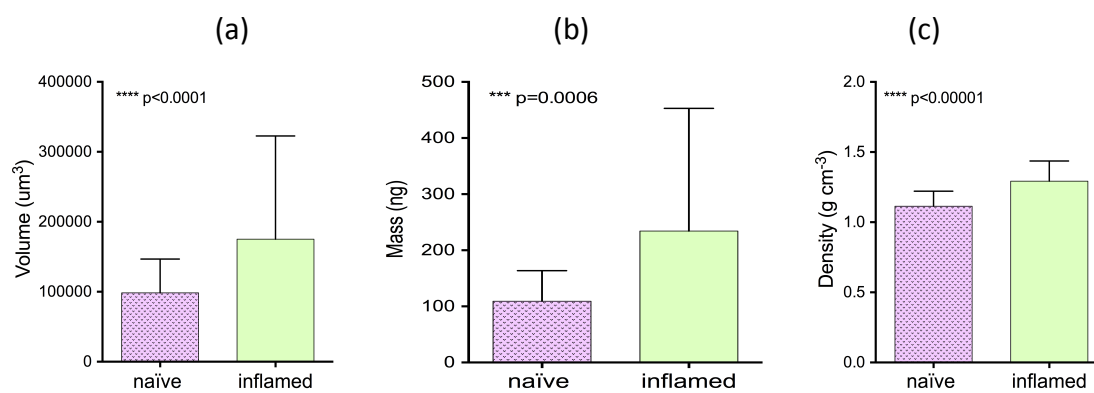 (a)
(b)
(c)
**** p<0.0001
Volume (um³)
400000
300000
200000
100000
0
naïve
inflamed
*** p=0.0006
Mass (ng)
500
400
300
200
100
0
naïve
inflamed
**** p<0.00001
Density (g cm⁻³)
2.0
1.5
1.0
0.5
0.0
naïve
inflamed